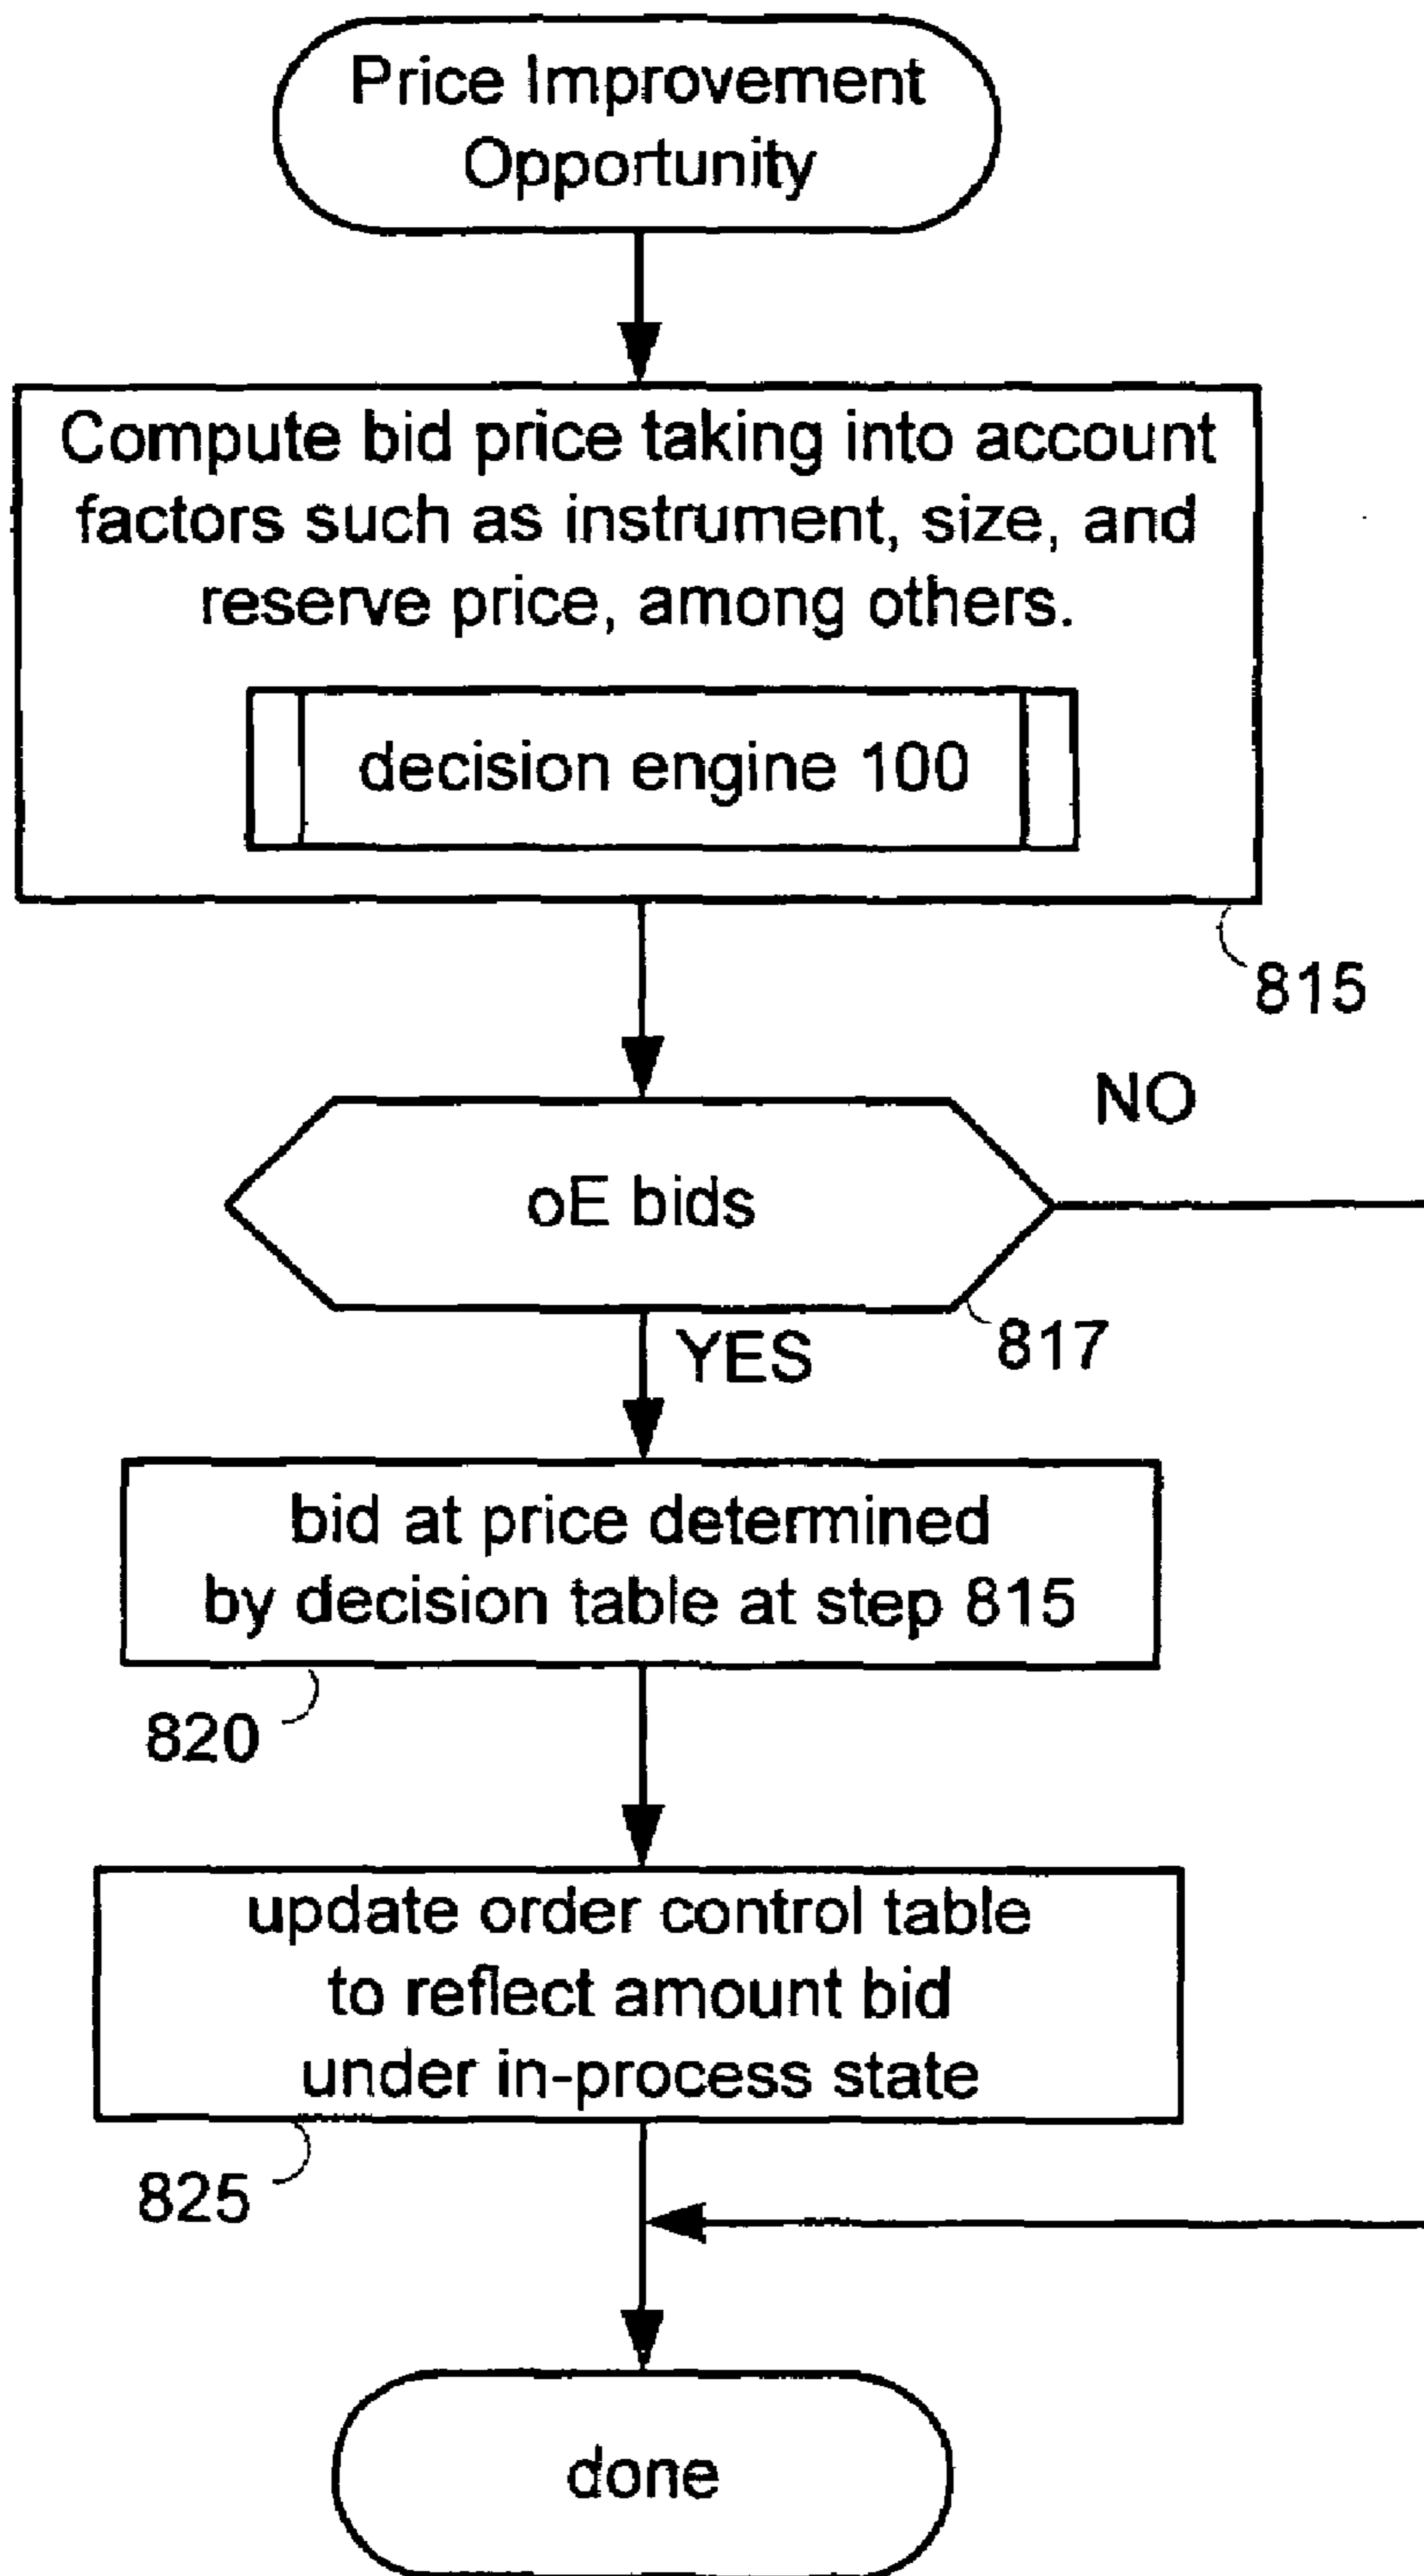 Price Improvement
Opportunity
Compute bid price taking into account
factors such as instrument, size, and
reserve price, among others.
decision engine 100
815
NO
oE bids
817
YES
bid at price determined
by decision table at step 815
820
update order control table
to reflect amount bid
under in-process state
825
done